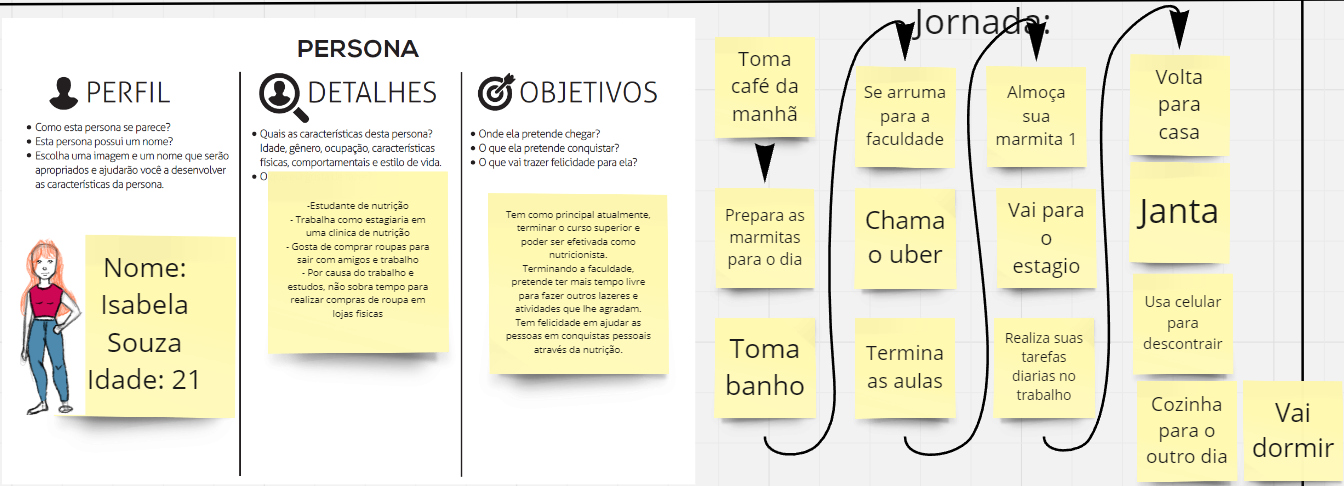 PERSONA
PERFIL
• Como esta persona se parece?
• Esta persona possui um nome?
• Escolha uma imagem e um nome que serão
apropriados e ajudarão você a desenvolver
as características da persona.
Nome:
Isabela
Souza
Idade: 21
DETALHES
• Quais as características desta persona?
Idade, gênero, ocupação, características
físicas, comportamentais e estilo de vida.
• O
-Estudante de nutrição
- Trabalha como estagiaria em
uma clinica de nutrição
- Gosta de comprar roupas para
sair com amigos e trabalho
- Por causa do trabalho e
estudos, não sobra tempo para
realizar compras de roupa em
lojas fisicas
OBJETIVOS
• Onde ela pretende chegar?
• O que ela pretende conquistar?
• O que vai trazer felicidade para ela?
Tem como principal atualmente,
terminar o curso superior e
poder ser efetivada como
nutricionista.
Terminando a faculdade,
pretende ter mais tempo livre
para fazer outros lazeres e
atividades que lhe agradam.
Tem felicidade em ajudar as
pessoas em conquistas pessoais
através da nutrição.
Jornada:
Toma
café da
manhã
Prepara as
marmitas
para o dia
Toma
banho
Se arruma
para a
faculdade
Chama
o uber
Termina
as aulas
Almoça
sua
marmita 1
Vai para
o
estagio
Realiza suas
tarefas
diarias no
trabalho
Volta
para
casa
Janta
Usa celular
para
descontrair
Cozinha
para o
outro dia
Vai
dormir